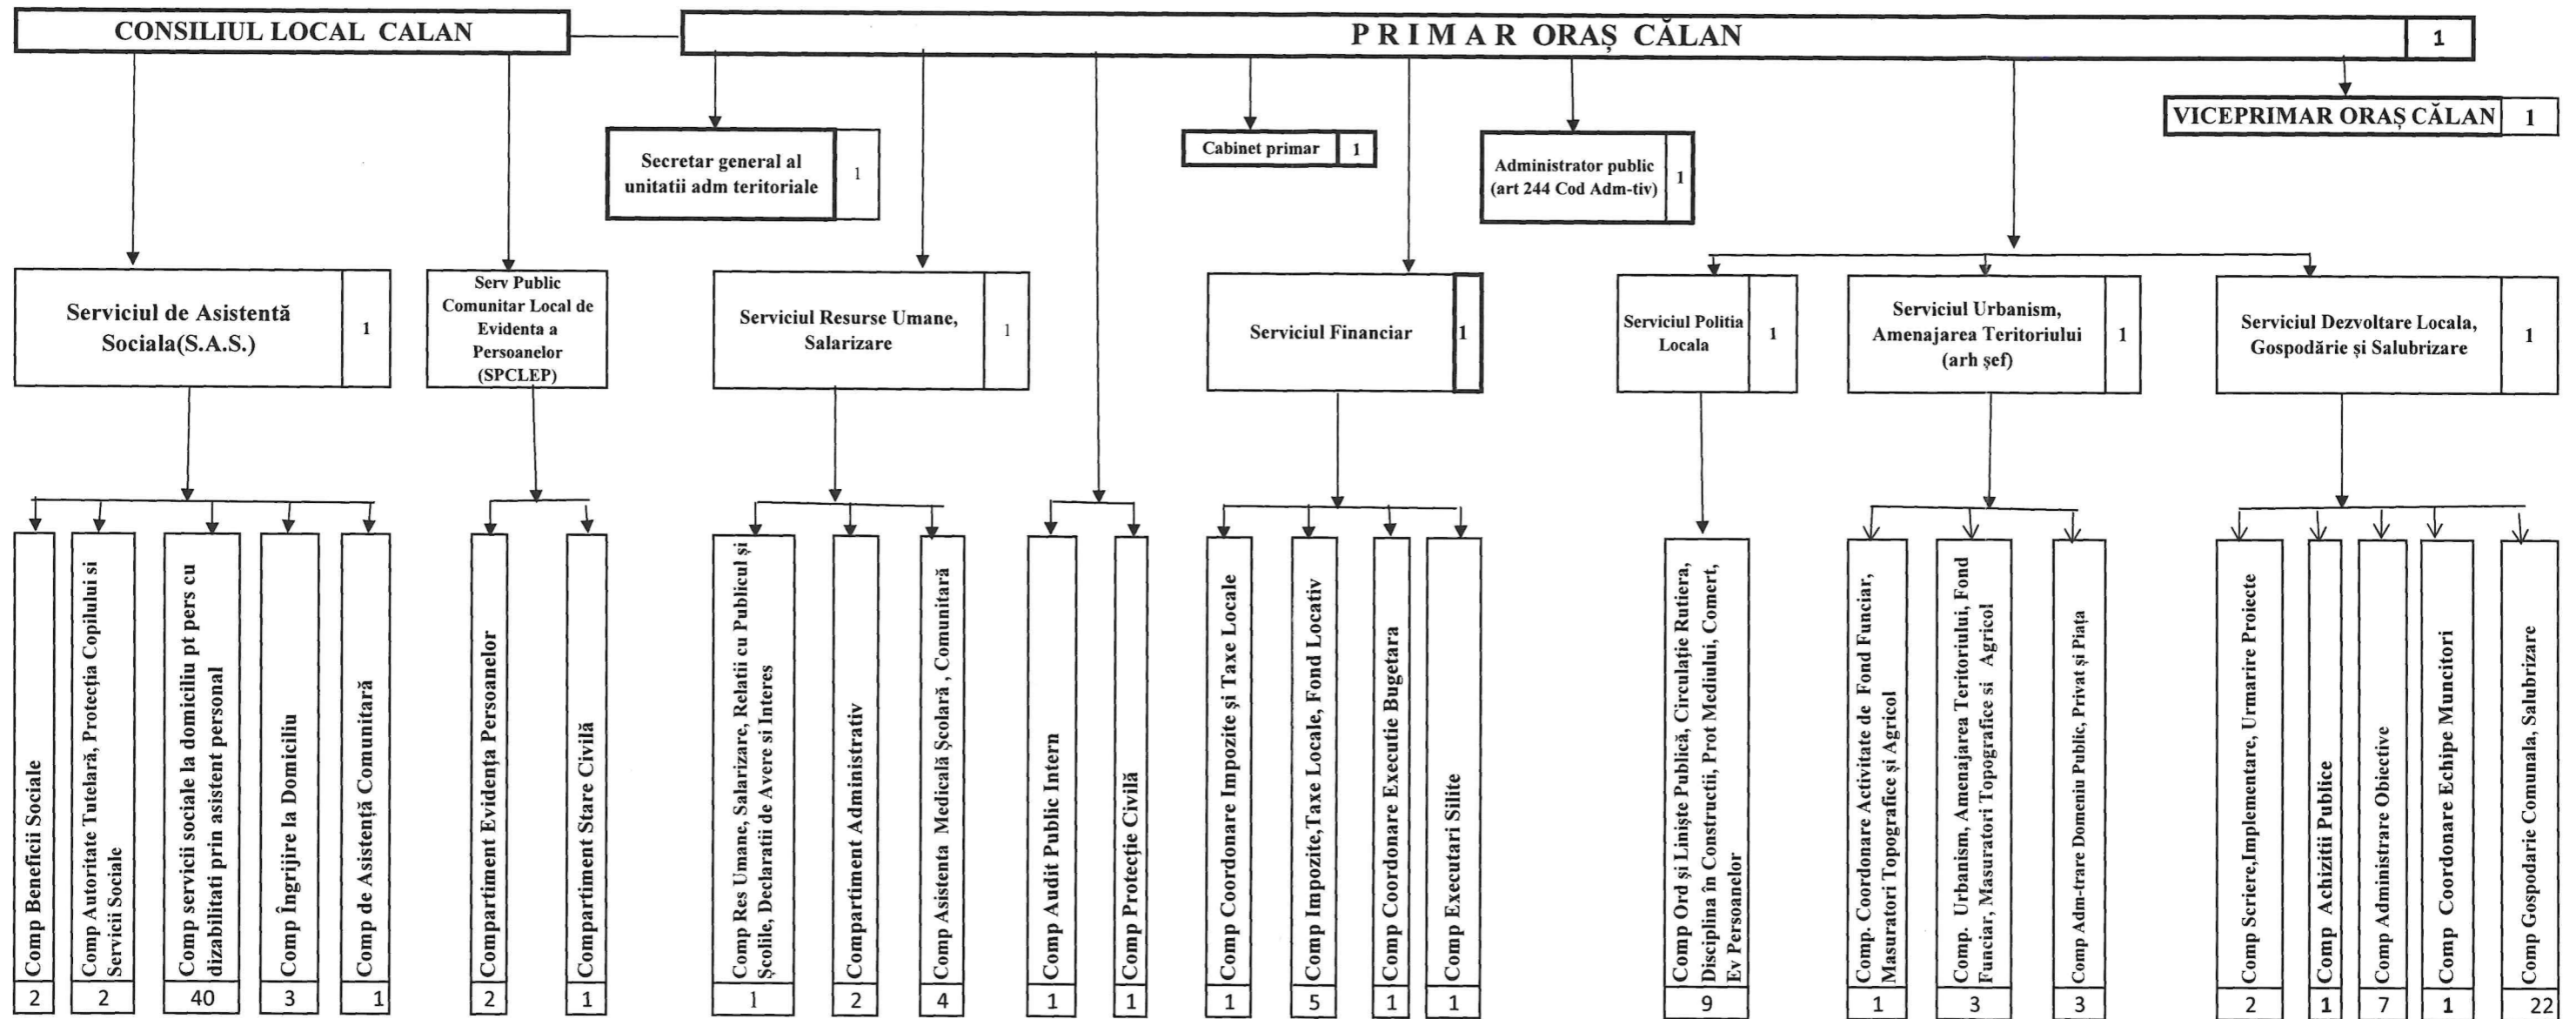 CONSILIUL LOCAL CALAN
P R I M A R ORAȘ CĂLAN
1
VICEPRIMAR ORAȘ CĂLAN
1
Secretar general al
unitatii adm teritoriale
1
Cabinet primar
1
Administrator public
(art 244 Cod Adm-tiv)
1
Serviciul de Asistentă
Sociala(S.A.S.)
1
Serv Public
Comunitar Local de
Evidenta a
Persoanelor
(SPCLEP)
Serviciul Resurse Umane,
Salarizare
1
Serviciul Financiar
1
Serviciul Politia
Locala
1
Serviciul Urbanism,
Amenajarea Teritoriului
(arh șef)
1
Serviciul Dezvoltare Locala,
Gospodărie și Salubrizare
1
Comp Beneficii Sociale
2
Comp Autoritate Tutelară, Protecția Copilului si
Servicii Sociale
2
Comp servicii sociale la domiciliu pt pers cu
dizabilitati prin asistent personal
40
Comp Îngrijire la Domiciliu
3
Comp de Asistență Comunitară
1
Compartiment Evidența Persoanelor
2
Compartiment Stare Civilă
1
Comp Res Umane, Salarizare, Relatii cu Publicul și
Școlile, Declaratii de Avere si Interes
1
Compartiment Administrativ
2
Comp Asistenta Medicală Școlară , Comunitară
4
Comp Audit Public Intern
1
Comp Protecție Civilă
1
Comp Coordonare Impozite și Taxe Locale
1
Comp Impozite,Taxe Locale, Fond Locativ
5
Comp Coordonare Executie Bugetara
1
Comp Executari Silite
1
Comp Ord și Liniște Publică, Circulație Rutiera,
Disciplina în Constructii, Prot Mediului, Comert,
Ev Persoanelor
9
Comp. Coordonare Activitate de Fond Funciar,
Masuratori Topografice și Agricol
1
Comp. Urbanism, Amenajarea Teritoriului, Fond
Funciar, Masuratori Topografice si Agricol
3
Comp Adm-trare Domeniu Public, Privat și Piața
3
Comp Scriere,Implementare, Urmarire Proiecte
2
Comp Achizitii Publice
1
Comp Administrare Obiective
7
Comp Coordonare Echipe Muncitori
1
Comp Gospodarie Comunala, Salubrizare
22